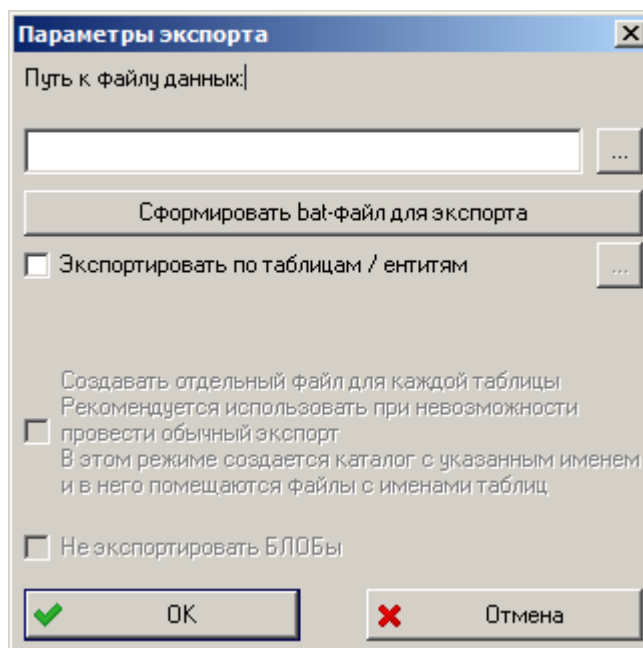 Параметры экспорта
Путь к файлу данных:
...
Сформировать bat-файл для экспорта
Экспортировать по таблицам / ентитям
...
Создавать отдельный файл для каждой таблицы
Рекомендуется использовать при невозможности
провести обычный экспорт
В этом режиме создается каталог с указанным именем
и в него помещаются файлы с именами таблиц
Не экспортировать БЛОБы
OK
Отмена